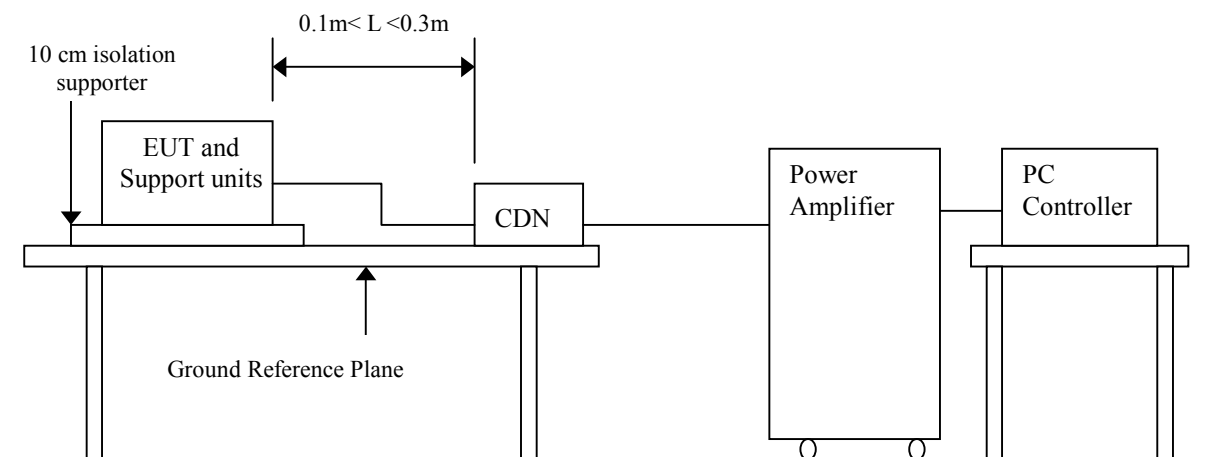 0.1m< L <0.3m
10 cm isolation
supporter
EUT and
Support units
CDN
Power
Amplifier
PC
Controller
Ground Reference Plane